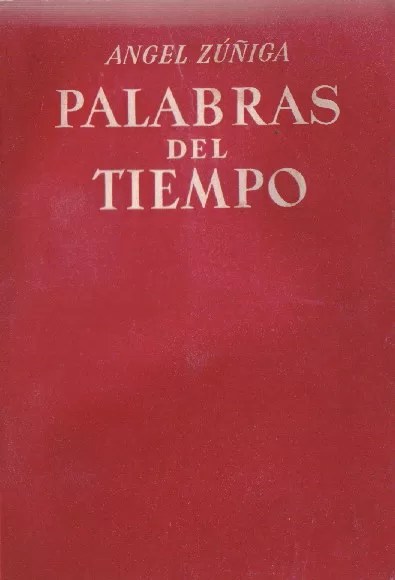 ANGEL ZÚÑIGA
PALABRAS
DEL
TIEMPO